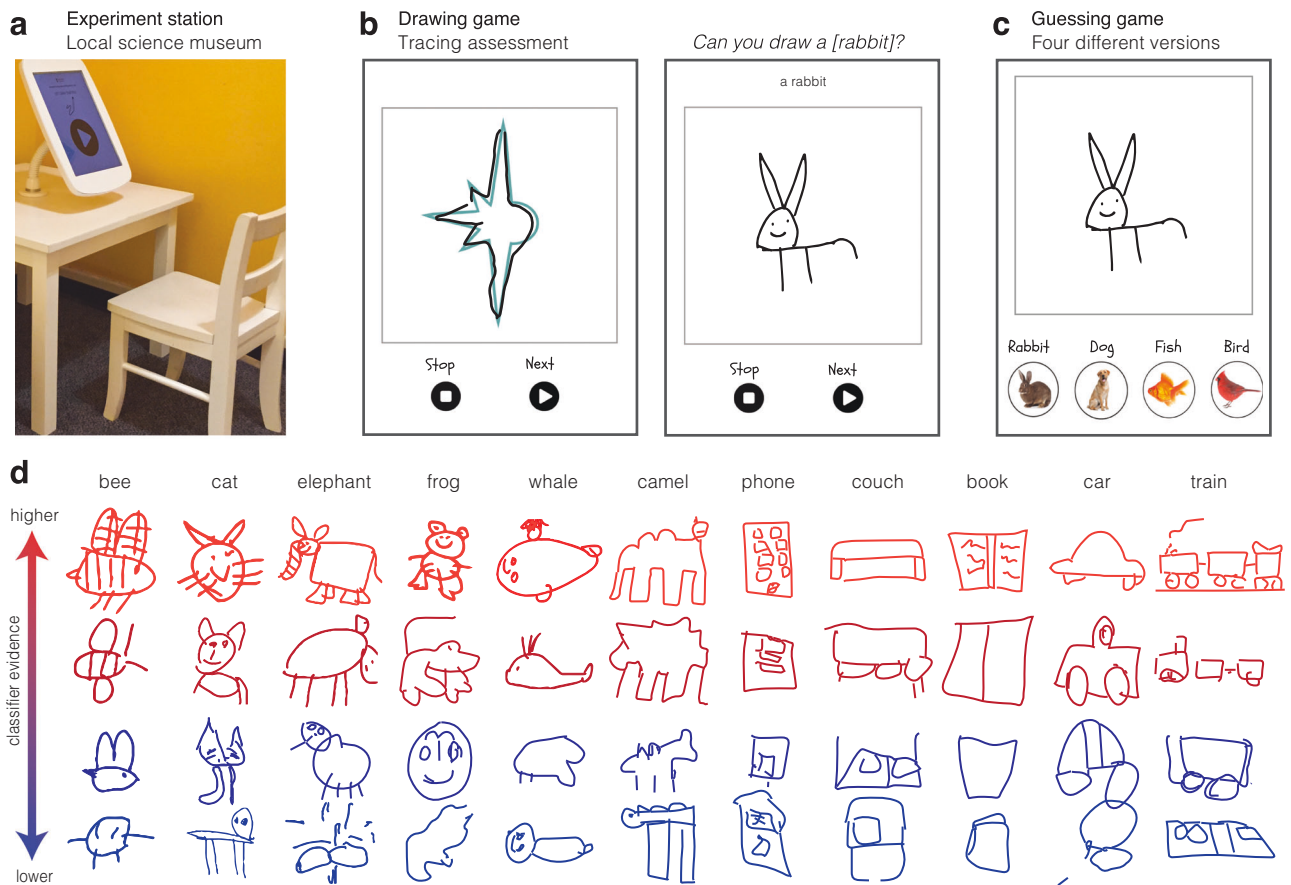 a
Experiment station
Local science museum
b
Drawing game
Tracing assessment
Can you draw a [rabbit]?
a rabbit
Stop
Next
Stop
Next
c
Guessing game
Four different versions
Rabbit
Dog
Fish
Bird
d
bee
cat
elephant
frog
whale
camel
phone
couch
book
car
train
higher
classifier evidence
lower